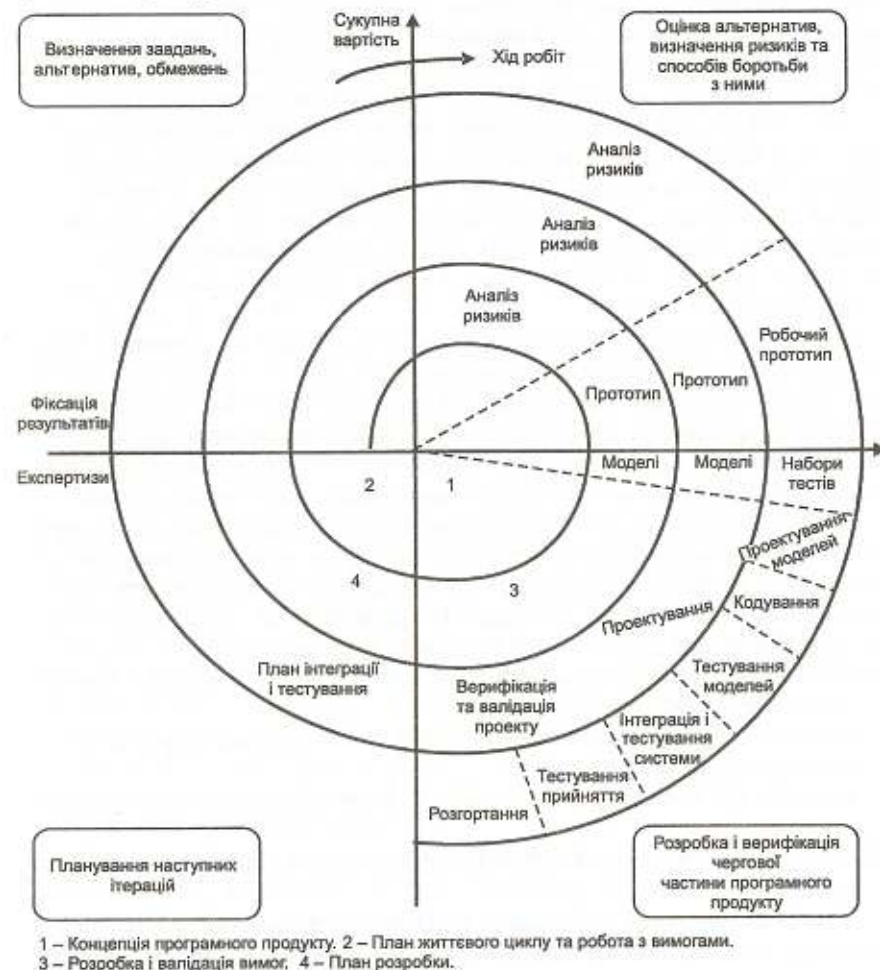 Визначення завдань,
альтернатив, обмежень
Сукупна
вартість
Хід робіт
Оцінка альтернатив,
визначення ризиків та
способів боротьби
з ними
Аналіз
ризиків
Аналіз
ризиків
Аналіз
ризиків
Робочий
прототип
Прототип
Прототип
Фіксація
результатів
Експертизи
Моделі
Моделі
Набори
тестів
2
1
4
3
Проектування
моделей
Кодування
Проектування
Тестування
моделей
План інтеграції
і тестування
Верифікація
та валідація
проекту
Інтеграція і
тестування
системи
Тестування
прийняття
Розгортання
Планування наступних
ітерацій
Розробка і верифікація
чергової
частини програмного
продукту
1 – Концепція програмного продукту. 2 – План життєвого циклу та робота з вимогами.
3 – Розробка і валідація вимог. 4 – План розробки.